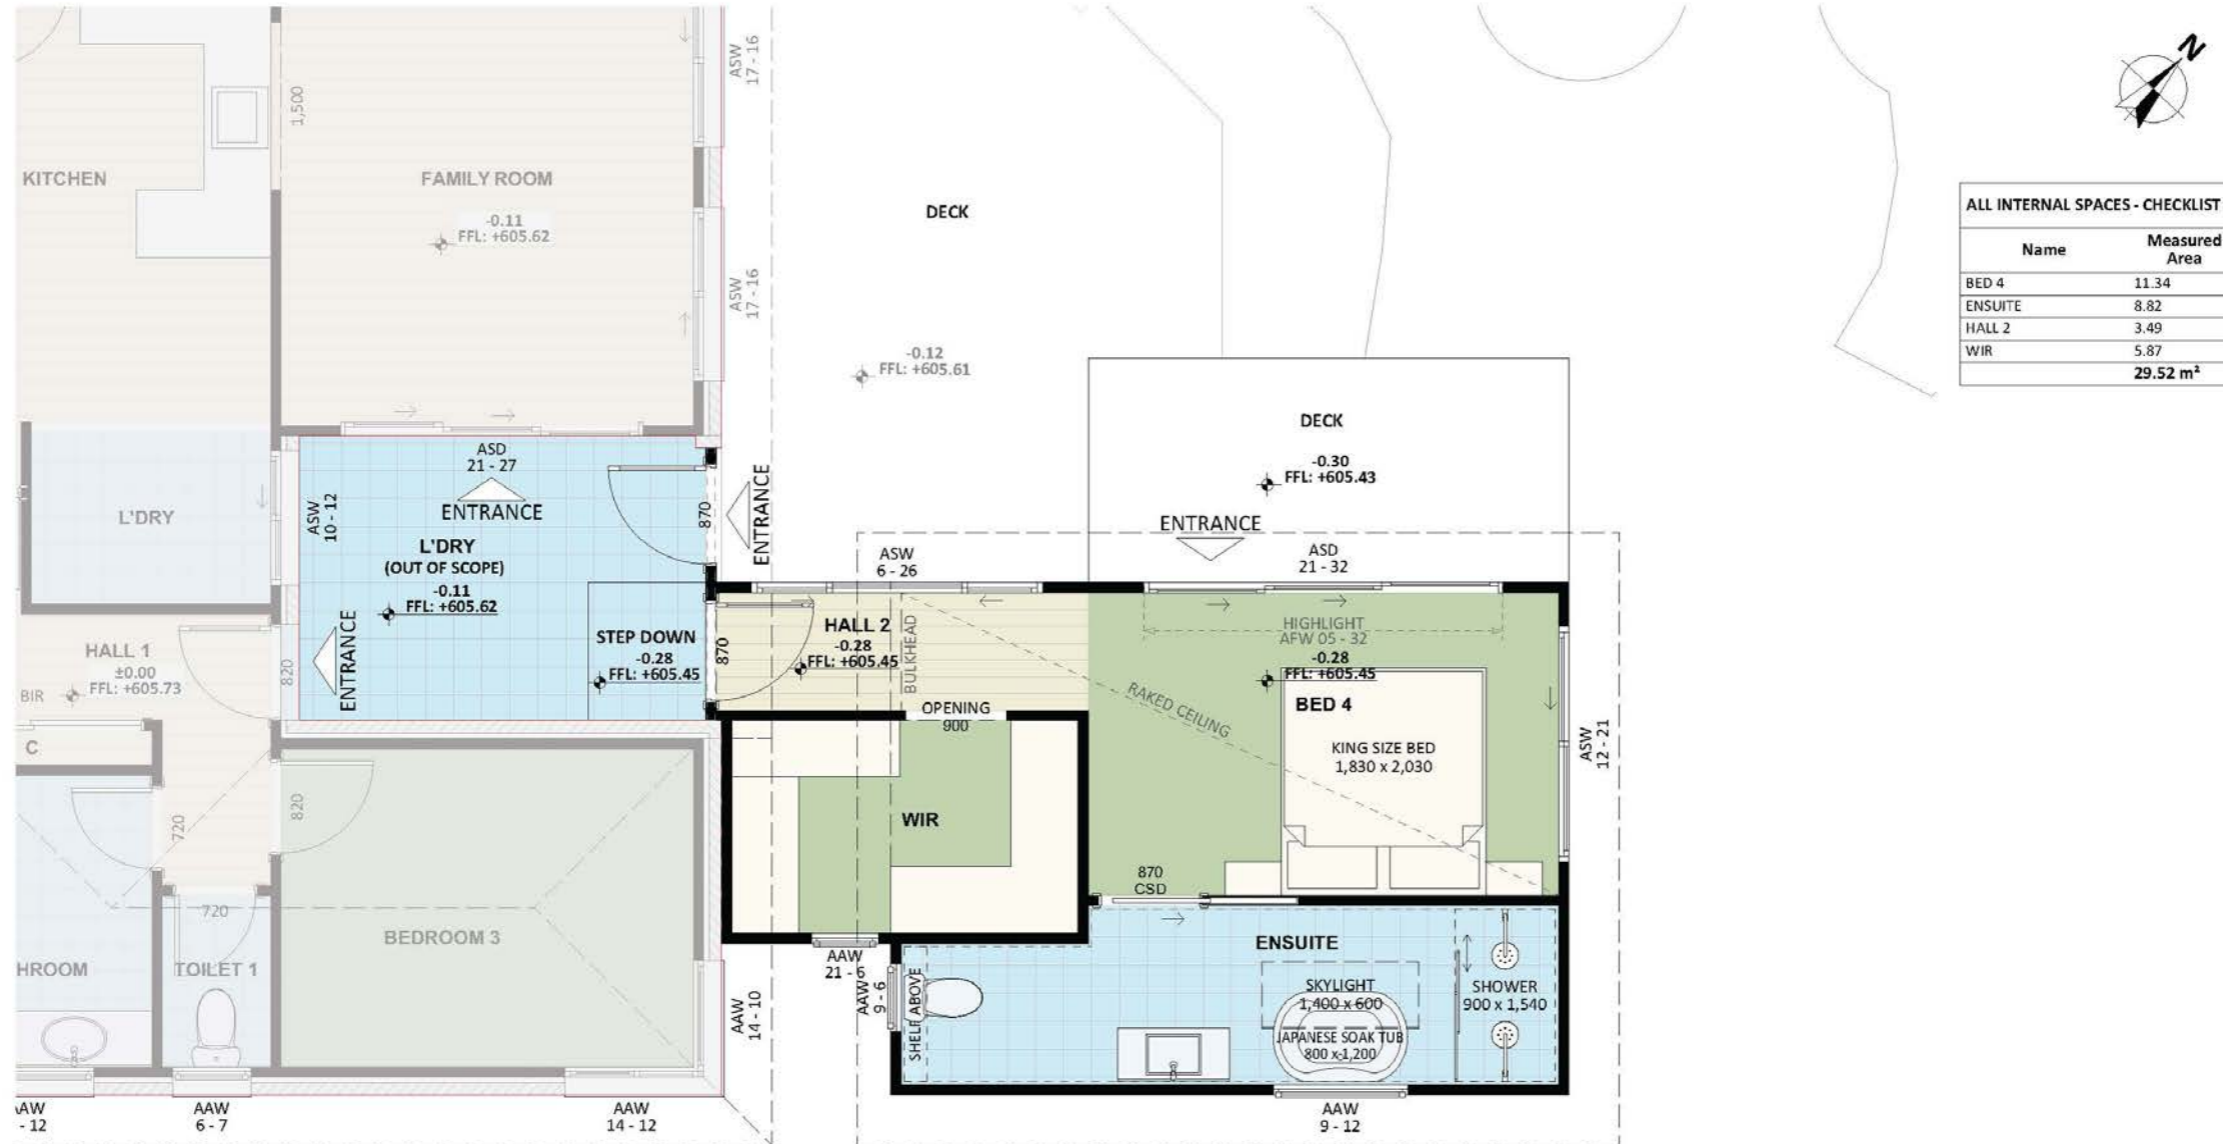 N
ALL INTERNAL SPACES - CHECKLIST
Name Measured Area
BED 4 11.34
ENSUITE 8.82
HALL 2 3.49
WIR 5.87
29.52 m²
KITCHEN
1,500
FAMILY ROOM
-0.11
FFL: +605.62
ASW
17 - 16
ASW
17 - 16
DECK
-0.12
FFL: +605.61
DECK
-0.30
FFL: +605.43
ENTRANCE
L'DRY
ASW
10 - 12
ASD
21 - 27
ENTRANCE
L'DRY
(OUT OF SCOPE)
-0.11
FFL: +605.62
ENTRANCE
870
ENTRANCE
STEP DOWN
-0.28
FFL: +605.45
870
ASW
6 - 26
HALL 2
-0.28
FFL: +605.45
BULKHEAD
OPENING
900
ASD
21 - 32
HIGHLIGHT
AFW 05 - 32
-0.28
FFL: +605.45
BED 4
RAKED CEILING
KING SIZE BED
1,830 x 2,030
ASW
12 - 21
HALL 1
±0.00
FFL: +605.73
BIR
820
C
720
820
720
WIR
870
CSD
BEDROOM 3
HROOM
TOILET 1
AAW
21 - 6
AAW
9 - 6
AAW
14 - 10
SHELF ABOVE
ENSUITE
SKYLIGHT
1,400 x 600
JAPANESE SOAK TUB
800 x 1,200
SHOWER
900 x 1,540
AAW
- 12
AAW
6 - 7
AAW
14 - 12
AAW
9 - 12